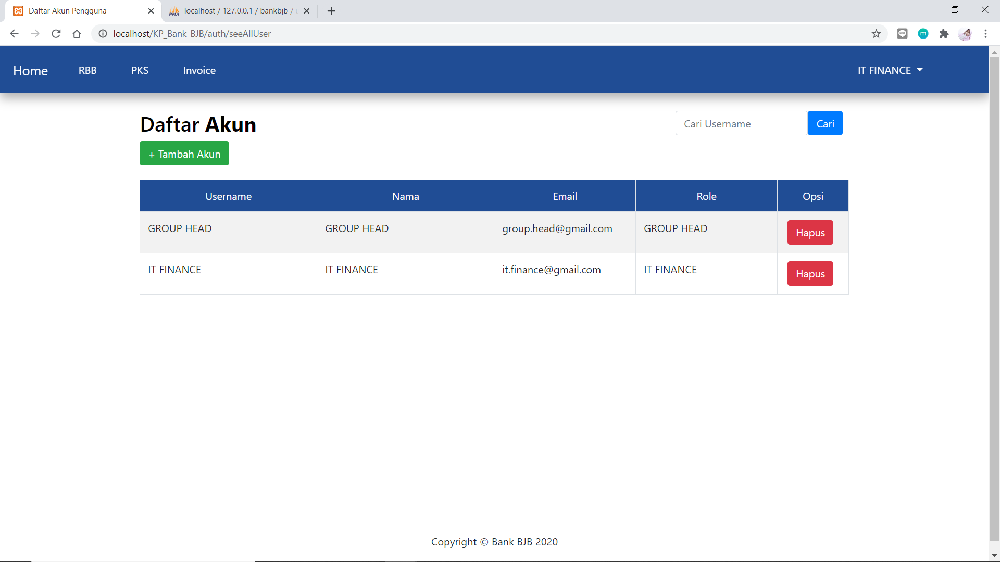 Daftar Akun Pengguna
localhost / 127.0.0.1 / bankbjb /
localhost/KP_Bank-BJB/auth/seeAllUser
Home RBB PKS Invoice IT FINANCE
Daftar Akun
Cari Username Cari
+ Tambah Akun
Username Nama Email Role Opsi
GROUP HEAD GROUP HEAD group.head@gmail.com GROUP HEAD Hapus
IT FINANCE IT FINANCE it.finance@gmail.com IT FINANCE Hapus
Copyright © Bank BJB 2020